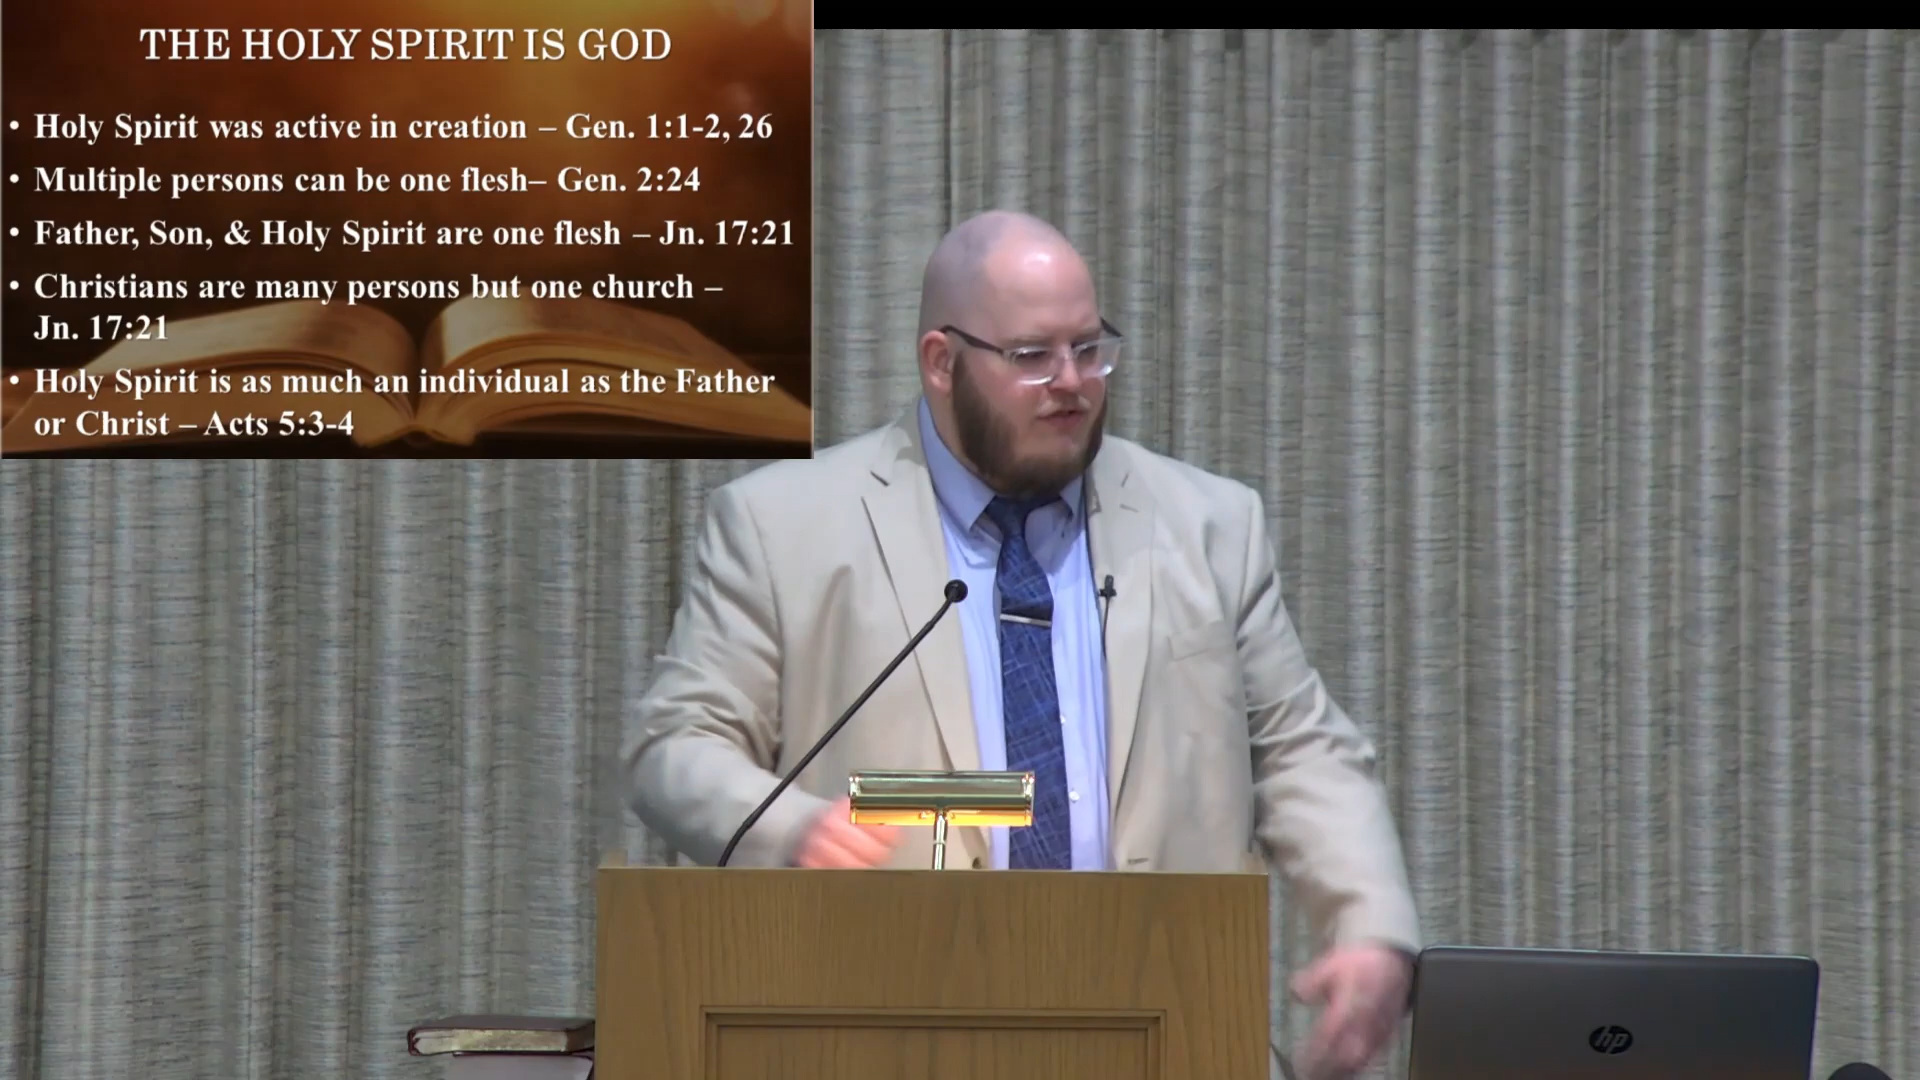 THE HOLY SPIRIT IS GOD
• Holy Spirit was active in creation – Gen. 1:1-2, 26
• Multiple persons can be one flesh– Gen. 2:24
• Father, Son, & Holy Spirit are one flesh – Jn. 17:21
• Christians are many persons but one church –
Jn. 17:21
• Holy Spirit is as much an individual as the Father
or Christ – Acts 5:3-4
hp